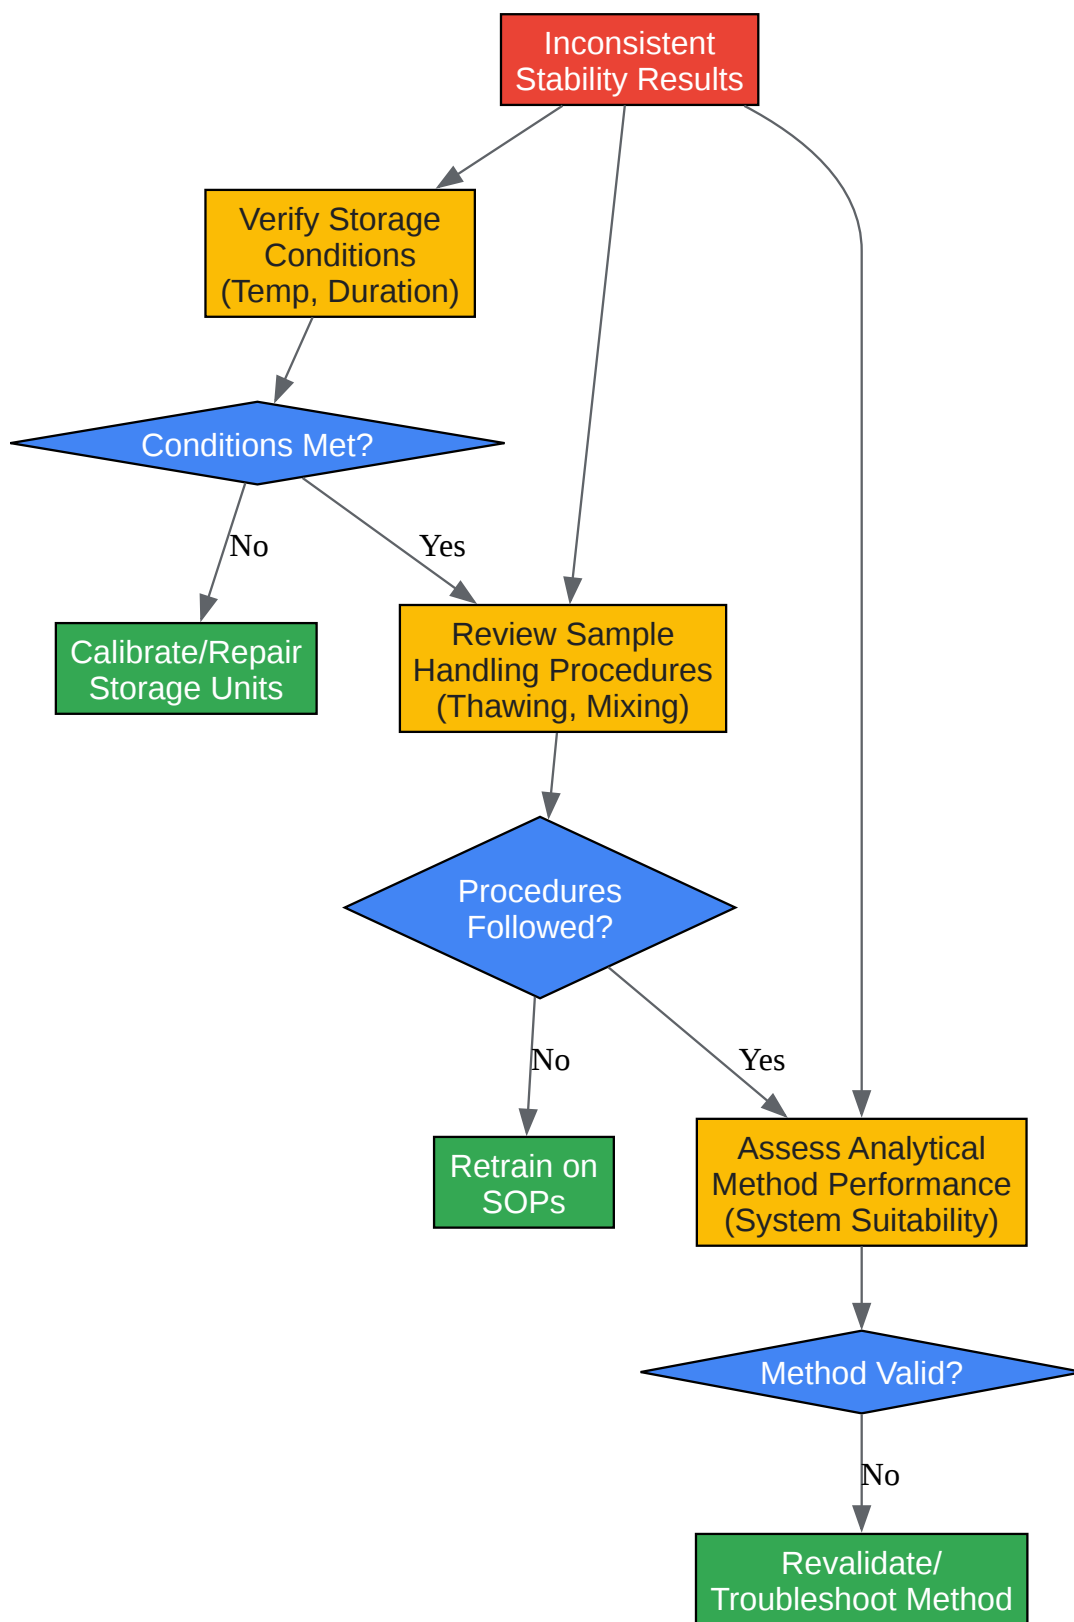 Inconsistent
Stability Results
Verify Storage
Conditions
(Temp, Duration)
Conditions Met?
No
Yes
Calibrate/Repair
Storage Units
Review Sample
Handling Procedures
(Thawing, Mixing)
Procedures
Followed?
No
Yes
Retrain on
SOPs
Assess Analytical
Method Performance
(System Suitability)
Method Valid?
No
Revalidate/
Troubleshoot Method